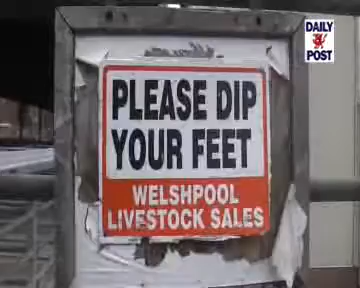 DAILY
POST
PLEASE DIP
YOUR FEET
WELSHPOOL
LIVESTOCK SALES